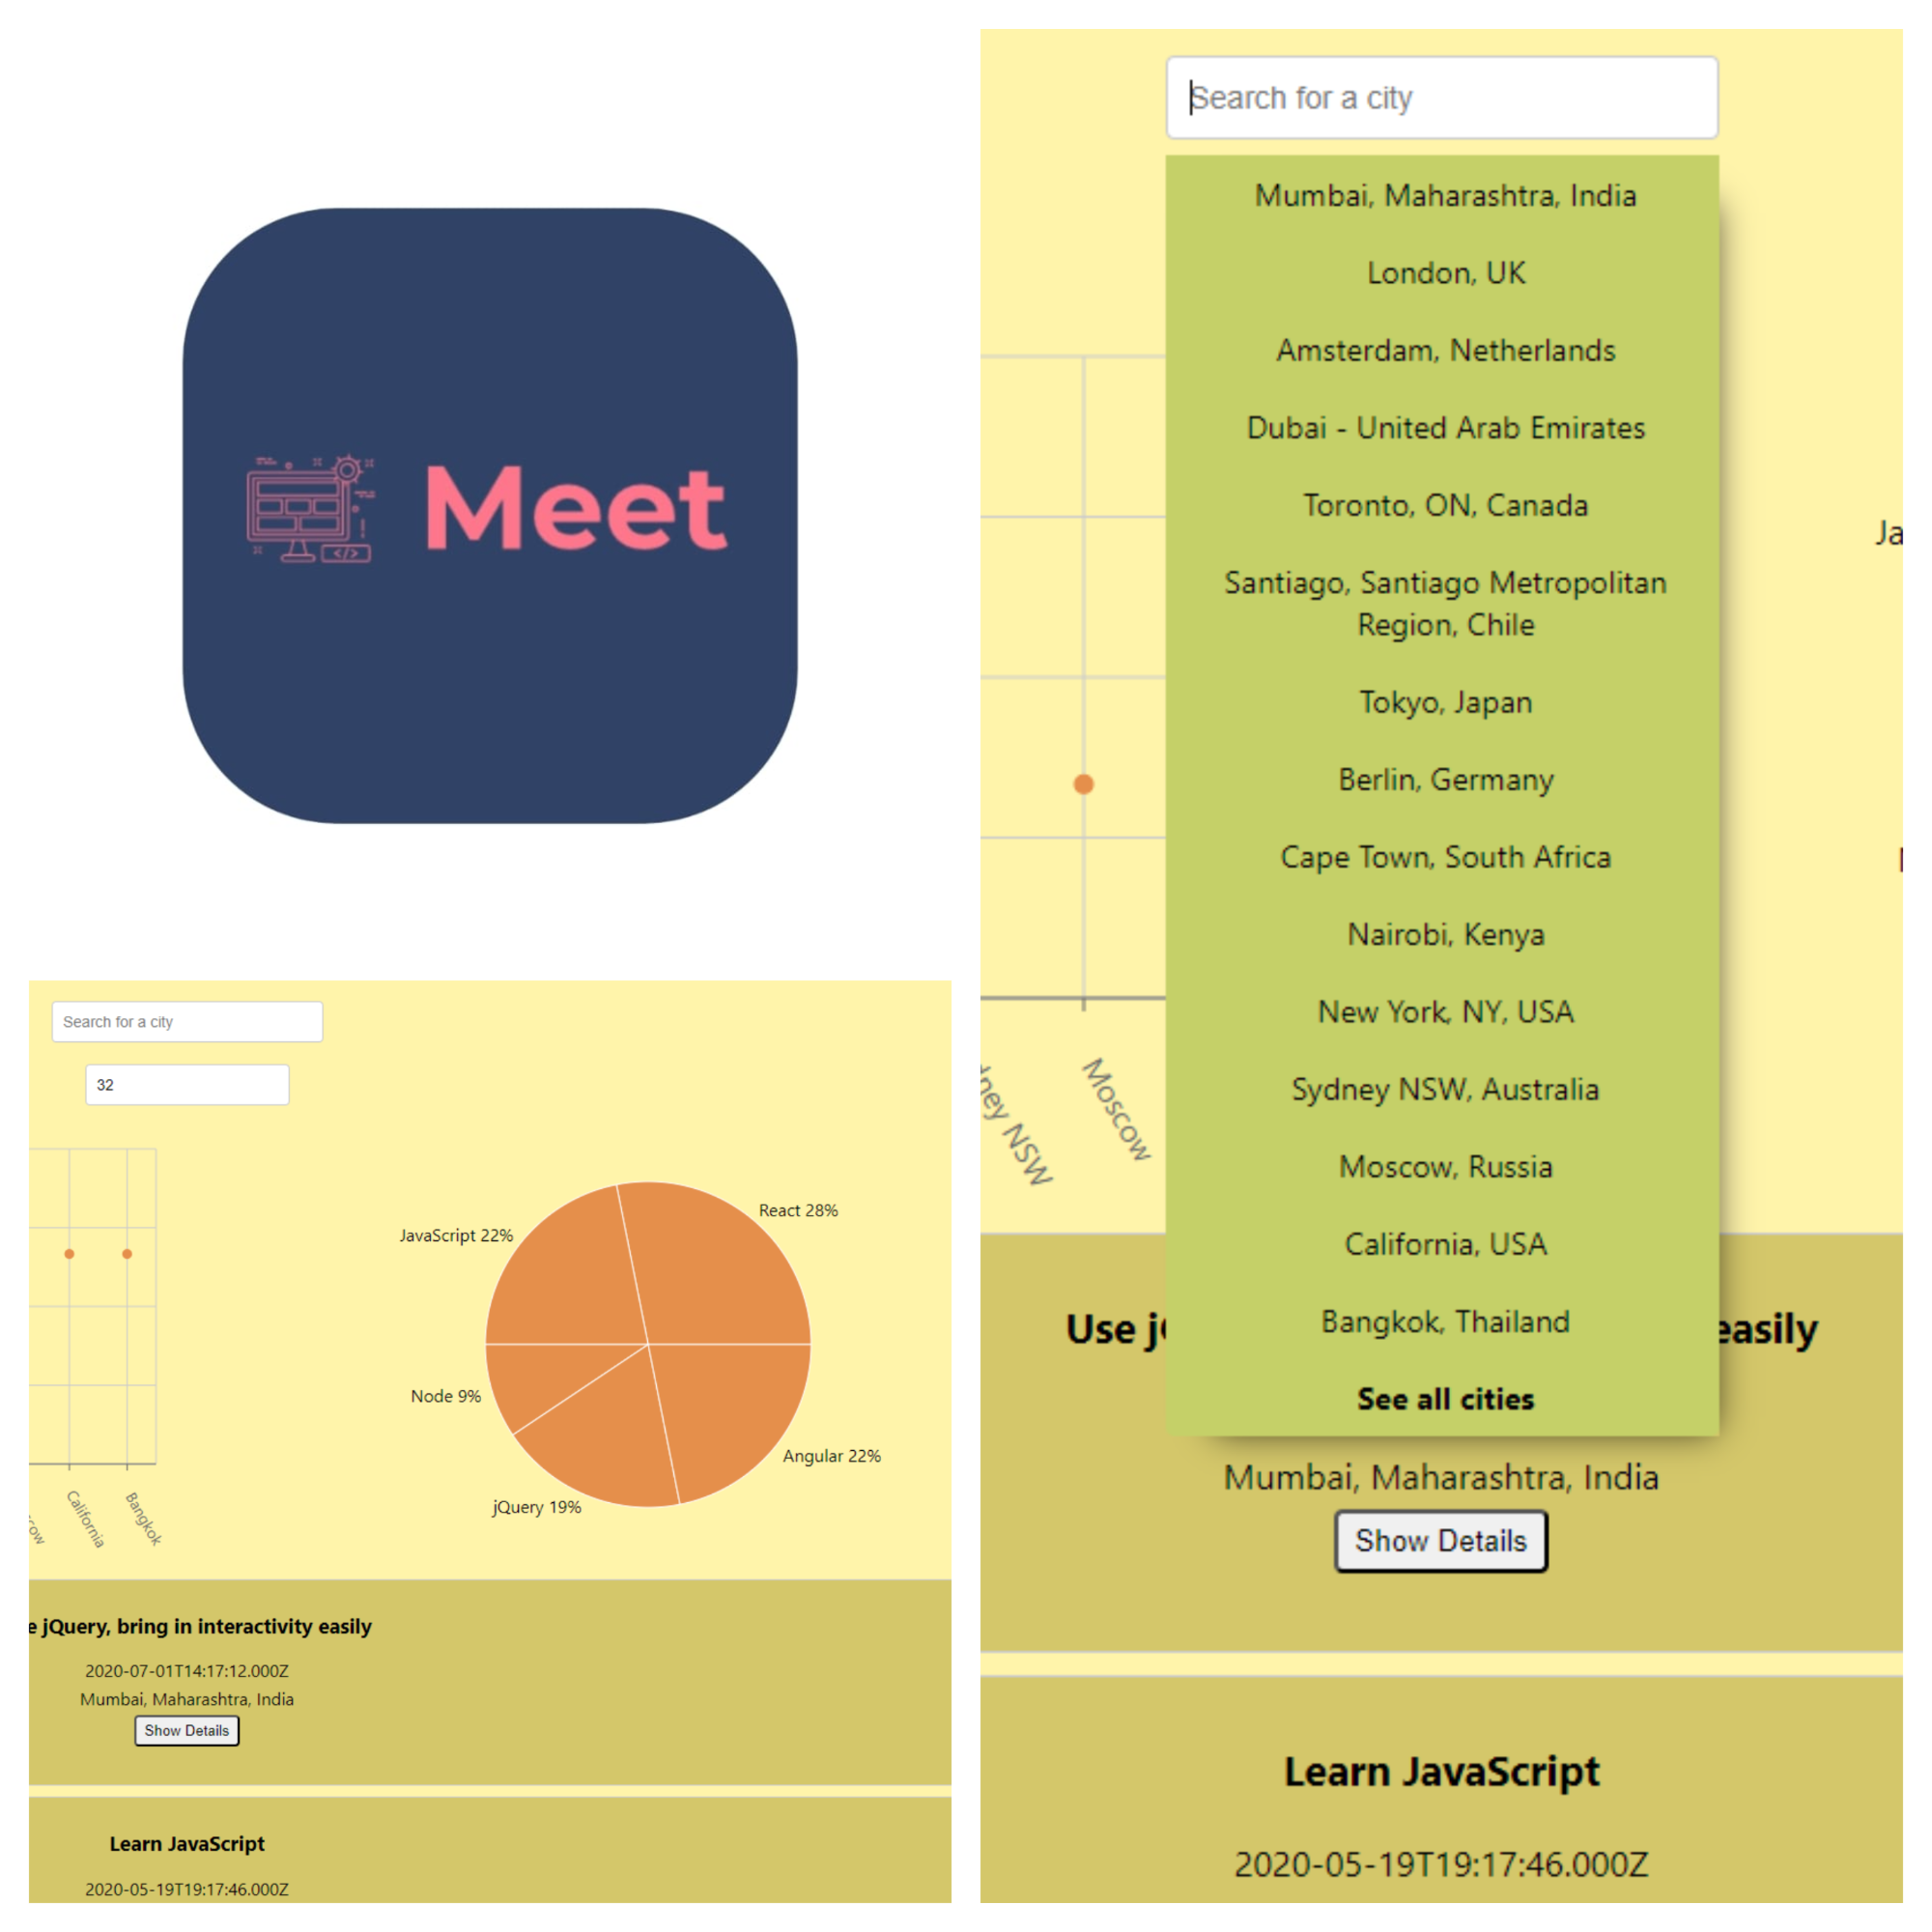 Meet
</>
Search for a city
Mumbai, Maharashtra, India
London, UK
Amsterdam, Netherlands
Dubai - United Arab Emirates
Toronto, ON, Canada
Santiago, Santiago Metropolitan
Region, Chile
Tokyo, Japan
Berlin, Germany
Cape Town, South Africa
Nairobi, Kenya
New York, NY, USA
Sydney NSW, Australia
Moscow, Russia
California, USA
Bangkok, Thailand
See all cities
NSW
Moscow
Use easily
Mumbai, Maharashtra, India
Show Details
Learn JavaScript
2020-05-19T19:17:46.000Z
Search for a city
32
California
Bangkok
React 28%
JavaScript 22%
Node 9%
Angular 22%
jQuery 19%
jQuery, bring in interactivity easily
2020-07-01T14:17:12.000Z
Mumbai, Maharashtra, India
Show Details
Learn JavaScript
2020-05-19T19:17:46.000Z